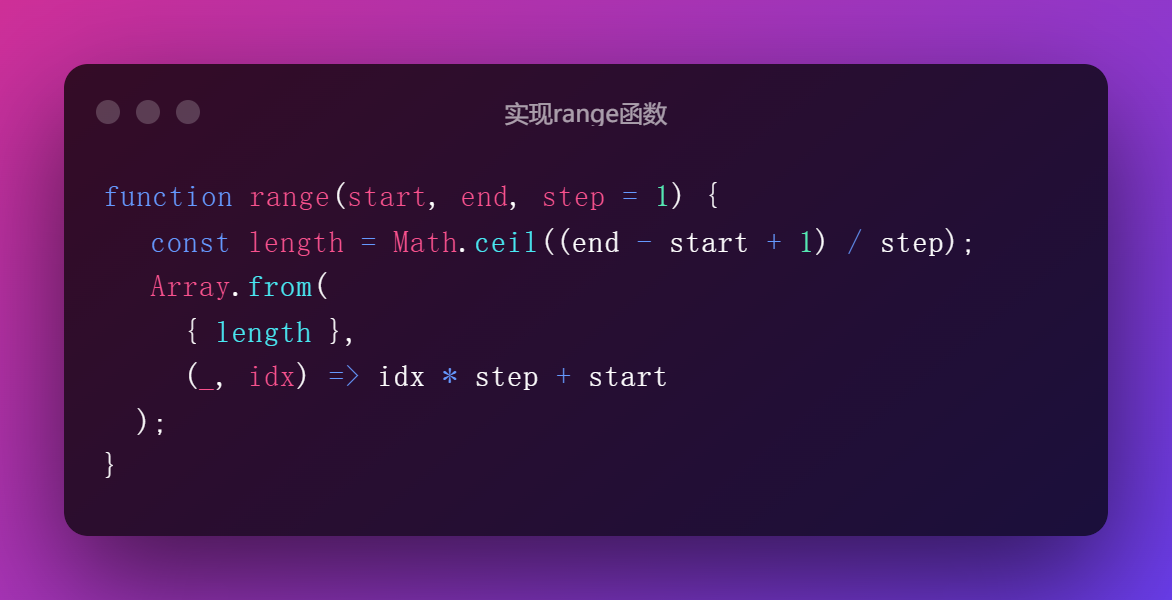 实现range函数
function range(start, end, step = 1) {
   const length = Math.ceil((end - start + 1) / step);
   Array.from(
     { length },
     (_, idx) => idx * step + start
  );
}